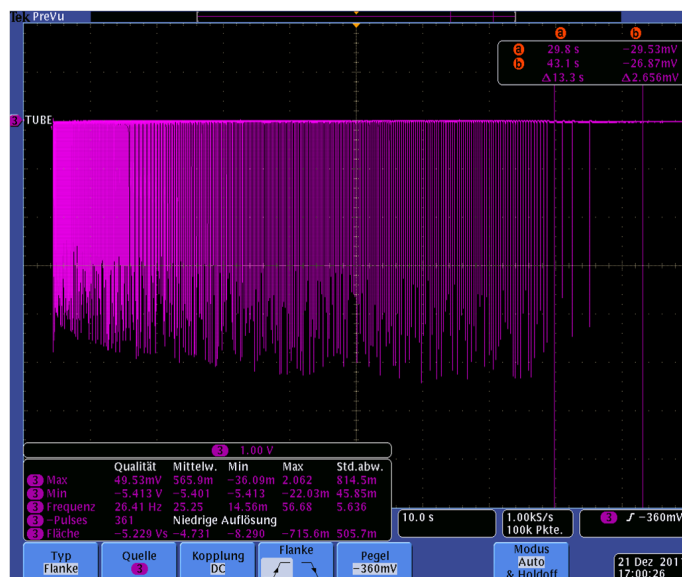 Tek PreVu
a b
a 29.8 s −29.53mV
b 43.1 s −26.87mV
Δ13.3 s Δ2.656mV
3 TUBE
3 1.00 V
Qualität Mittelw. Min Max Std.abw.
3 Max 49.53mV 565.9m −36.09m 2.062 814.5m
3 Min −5.413 V −5.401 −5.413 −22.03m 45.85m
3 Frequenz 26.41 Hz 25.25 14.56m 56.68 5.636
3 −Pulses 361 Niedrige Auflösung
3 Fläche −5.229 Vs −4.731 −8.290 −715.6m 505.7m
10.0 s
1.00kS/s
100k Pkte.
3 −360mV
Typ
Flanke
Quelle
3
Kopplung
DC
Flanke
Pegel
−360mV
Modus
Auto
& Holdoff
21 Dez 201
17:00:26